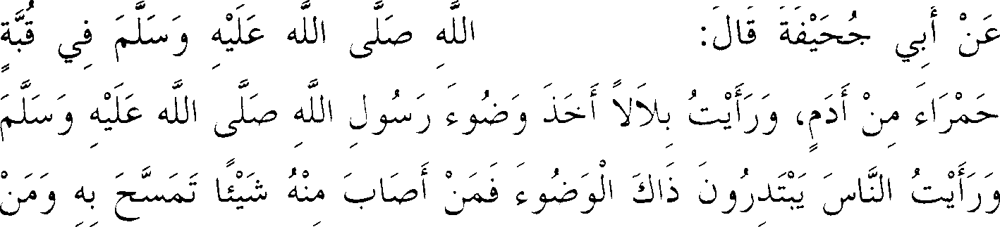 عَنْ أَبِي جُحَيْفَةَ قَالَ: اللَّهِ صَلَّى اللَّه عَلَيْهِ وَسَلَّمَ فِي قُبَّةٍ
حَمْرَاءَ مِنْ أَدَمٍ، وَرَأَيْتُ بِلاَلاً أَخَذَ وَضُوءَ رَسُولِ اللَّهِ صَلَّى اللَّه عَلَيْهِ وَسَلَّمَ
وَرَأَيْتُ النَّاسَ يَبْتَدِرُونَ ذَاكَ الْوَضُوءَ فَمَنْ أَصَابَ مِنْهُ شَيْئًا تَمَسَّحَ بِهِ وَمَنْ